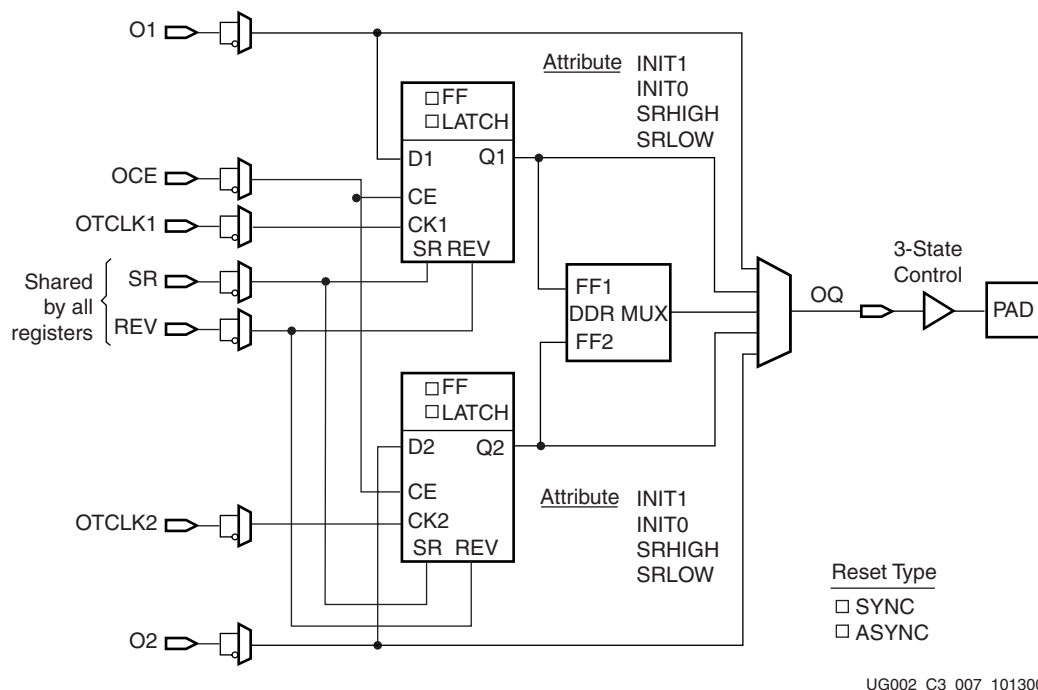 O1
Attribute INIT1
INIT0
SRHIGH
SRLOW
FF
LATCH
D1 Q1
OCE
CE
OTCLK1
CK1
SR REV
Shared
by all
registers
SR
REV
3-State
Control
FF1
DDR MUX
FF2
OQ
PAD
FF
LATCH
D2 Q2
CE
Attribute INIT1
INIT0
SRHIGH
SRLOW
OTCLK2
CK2
SR REV
Reset Type
SYNC
ASYNC
O2
UG002_C3_007_101300